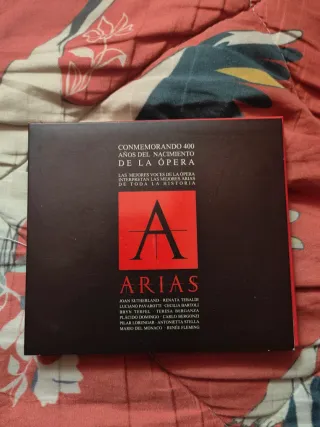 CONMEMORANDO 400
AÑOS DEL NACIMIENTO
DE LA ÓPERA
LAS MEJORES VOCES DE LA ÓPERA
INTERPRETAN LAS MEJORES ARIAS
DE TODA LA HISTORIA
A
ARIAS
JOAN SUTHERLAND · RENATA TEBALDI
LUCIANO PAVAROTTI · CECILIA BARTOLI
BRYN TERFEL · TERESA BERGANZA
PLÁCIDO DOMINGO · CARLO BERGONZI
PILAR LORENGAR · ANTONIETTA STELLA
MARIO DEL MONACO · RENÉE FLEMING